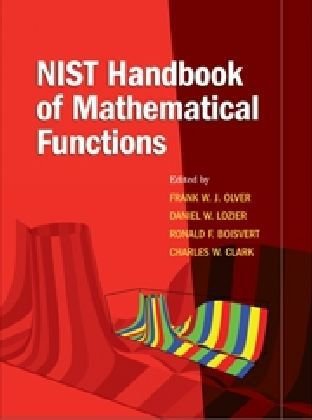 NIST Handbook
of Mathematical
Functions
Edited by
FRANK W. J. OLVER
DANIEL W. LOZIER
RONALD F. BOISVERT
CHARLES W. CLARK